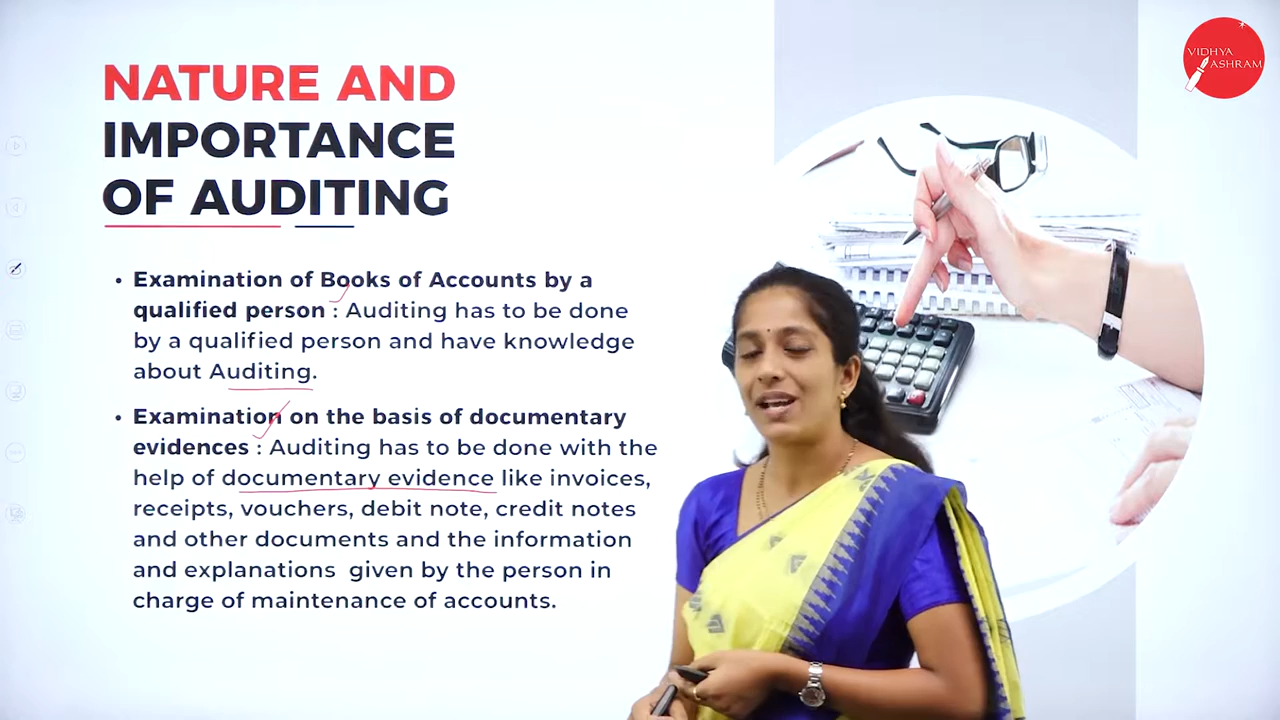 VIDHYA
ASHRAM
NATURE AND
IMPORTANCE
OF AUDITING
• Examination of Books of Accounts by a
qualified person : Auditing has to be done
by a qualified person and have knowledge
about Auditing.
• Examination on the basis of documentary
evidences : Auditing has to be done with the
help of documentary evidence like invoices,
receipts, vouchers, debit note, credit notes
and other documents and the information
and explanations given by the person in
charge of maintenance of accounts.